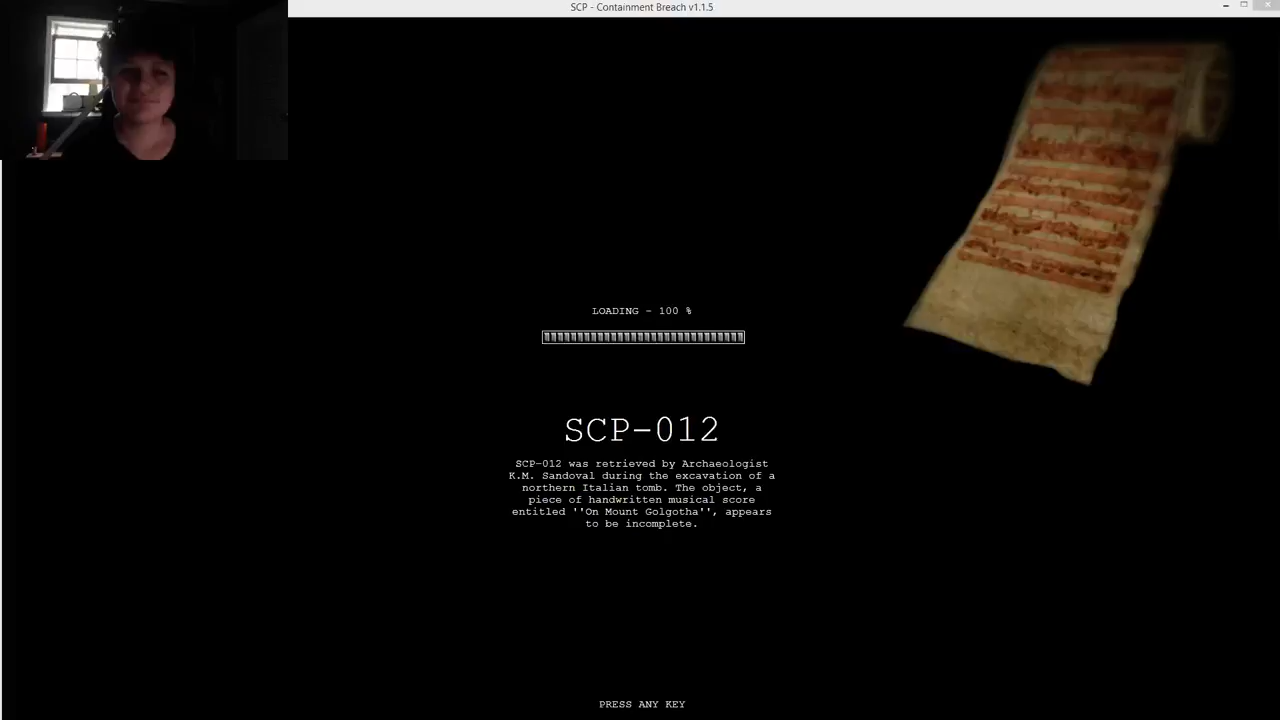 SCP - Containment Breach v1.1.5
LOADING - 100 %
SCP-012
SCP-012 was retrieved by Archaeologist
K.M. Sandoval during the excavation of a
northern Italian tomb. The object, a
piece of handwritten musical score
entitled ''On Mount Golgotha'', appears
to be incomplete.
PRESS ANY KEY